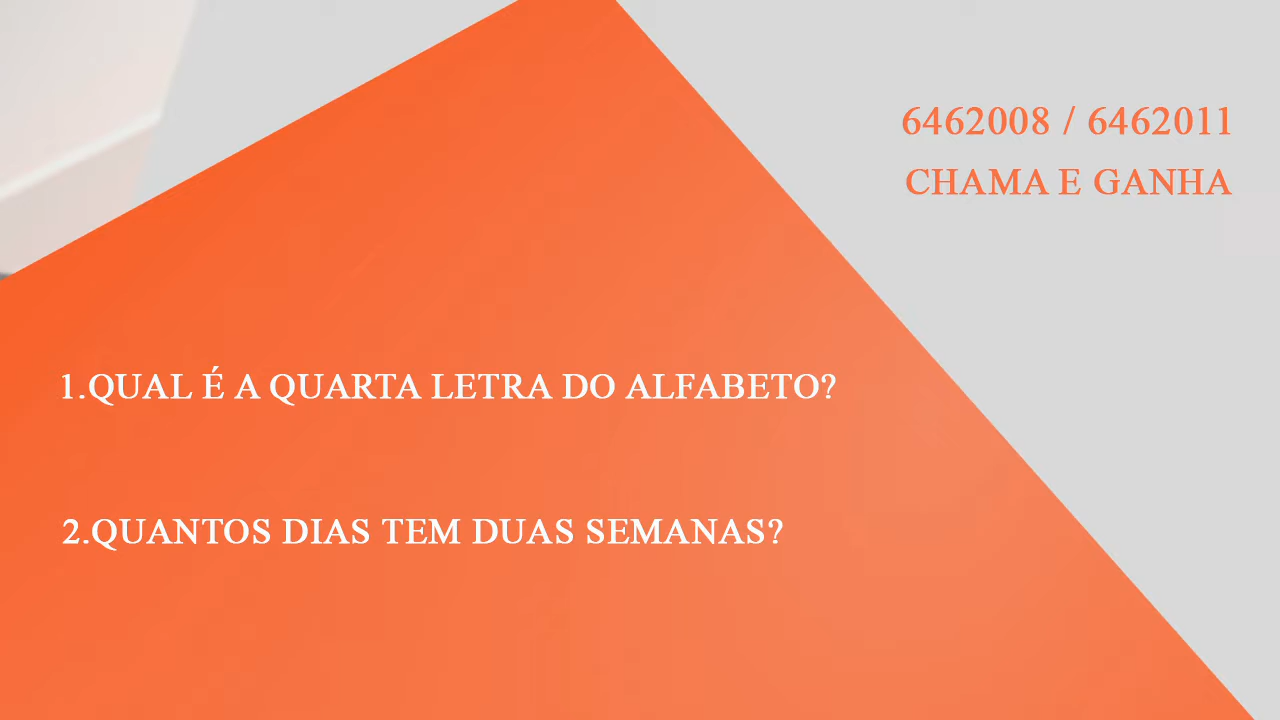 6462008 / 6462011
CHAMA E GANHA
1.QUAL É A QUARTA LETRA DO ALFABETO?
2.QUANTOS DIAS TEM DUAS SEMANAS?